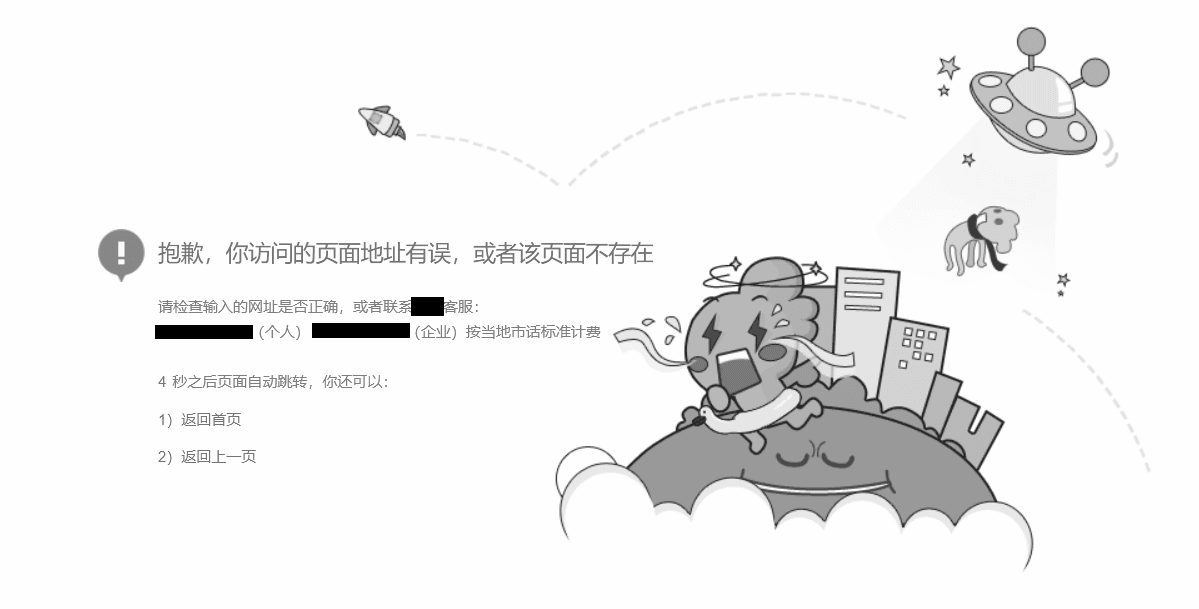 抱歉，你访问的页面地址有误，或者该页面不存在
请检查输入的网址是否正确，或者联系客服：
（个人）（企业）按当地市话标准计费
4 秒之后页面自动跳转，你还可以：
1）返回首页
2）返回上一页